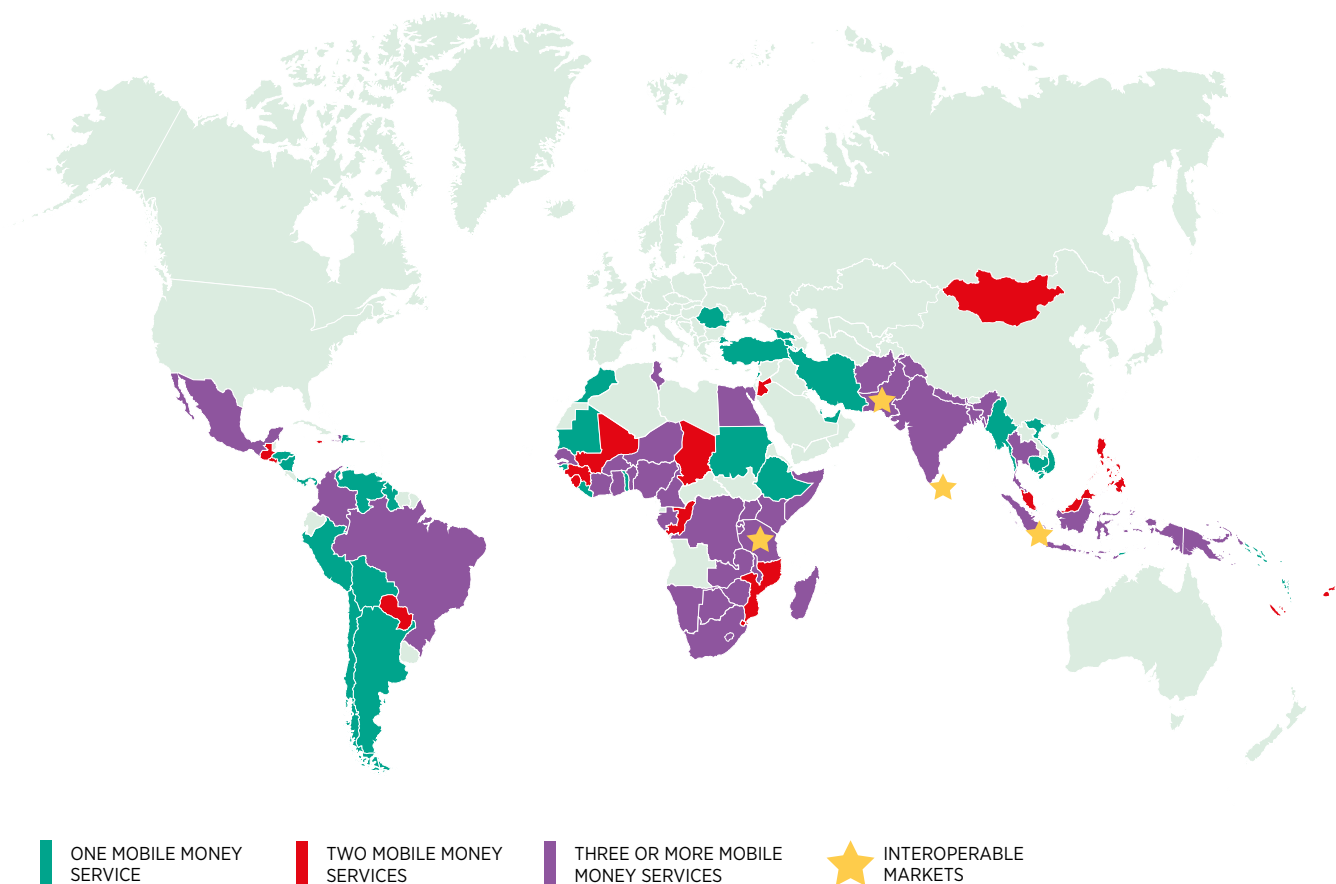 ONE MOBILE MONEY
SERVICE
TWO MOBILE MONEY
SERVICES
THREE OR MORE MOBILE
MONEY SERVICES
INTEROPERABLE
MARKETS